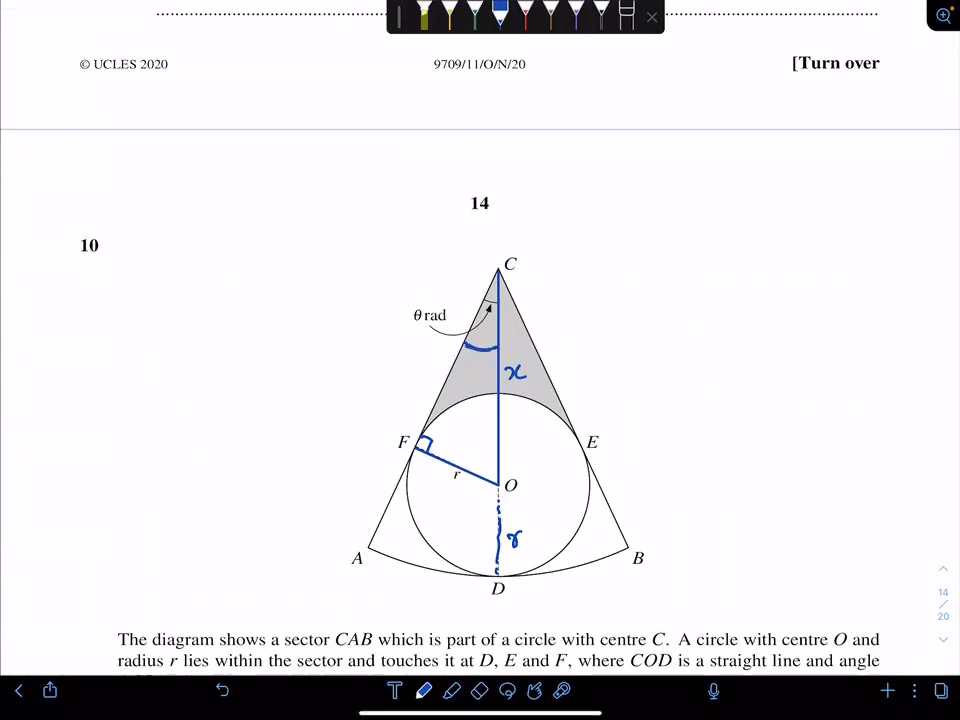 © UCLES 2020 9709/11/O/N/20 [Turn over
14
10
C
θ rad
x
F
E
r
O
r
A
B
D
The diagram shows a sector CAB which is part of a circle with centre C. A circle with centre O and
radius r lies within the sector and touches it at D, E and F, where COD is a straight line and angle
14
/
20